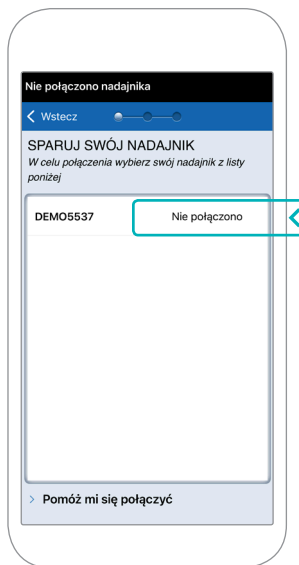 Nie połączono nadajnika
Wstecz
SPARUJ SWÓJ NADAJNIK
W celu połączenia wybierz swój nadajnik z listy
poniżej
DEMO5537 Nie połączono
Pomóż mi się połączyć